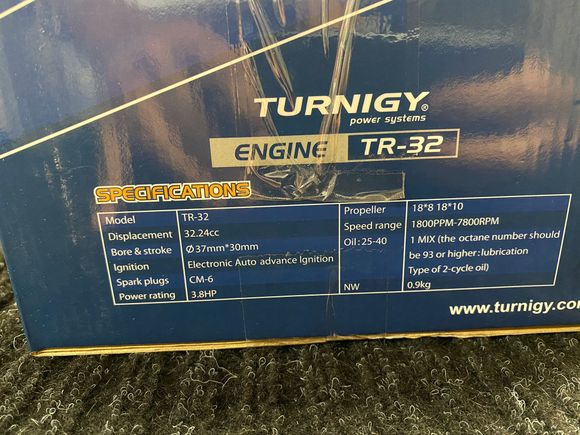 TURNIGY®
power systems
ENGINE TR-32
SPECIFICATIONS
Model TR-32
Displacement 32.24cc
Bore & stroke Ø37mm*30mm
Ignition Electronic Auto advance Ignition
Spark plugs CM-6
Power rating 3.8HP
Propeller 18*8 18*10
Speed range 1800PPM-7800RPM
Oil:25-40 1 MIX (the octane number should
be 93 or higher:lubrication
Type of 2-cycle oil)
NW 0.9kg
www.turnigy.com